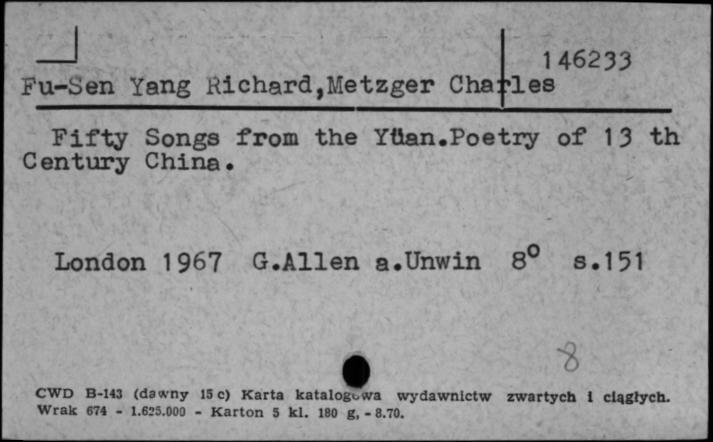 146233
Fu-Sen Yang Richard,Metzger Charles
Fifty Songs from the Yüan.Poetry of 13 th
Century China.
London 1967 G.Allen a.Unwin 8° s.151
8
CWD B-143 (dawny 15 c) Karta katalogowa wydawnictw zwartych i ciągłych.
Wrak 674 - 1.625.000 - Karton 5 kl. 180 g, - 8.70.